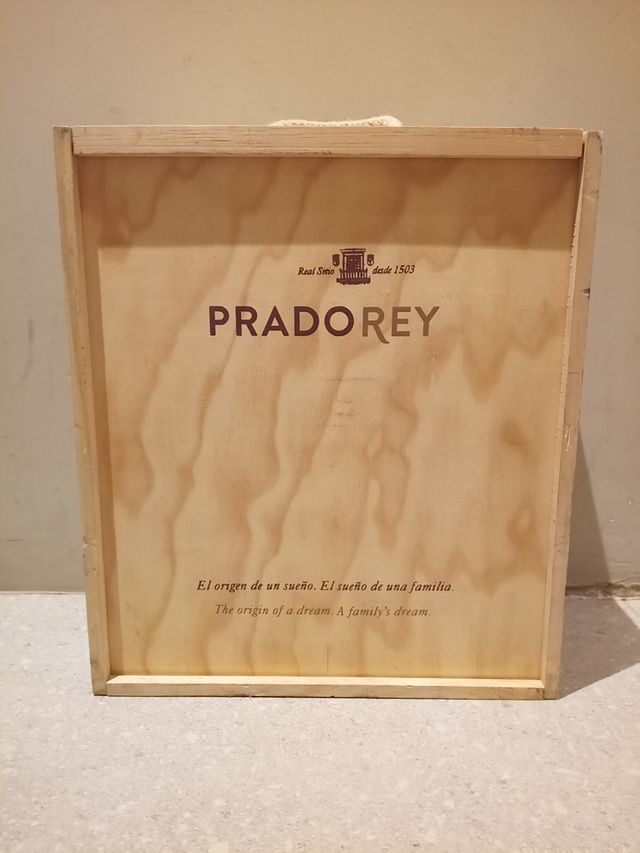 Real Sitio desde 1503
PRADOREY
El origen de un sueño. El sueño de una familia.
The origin of a dream. A family's dream.